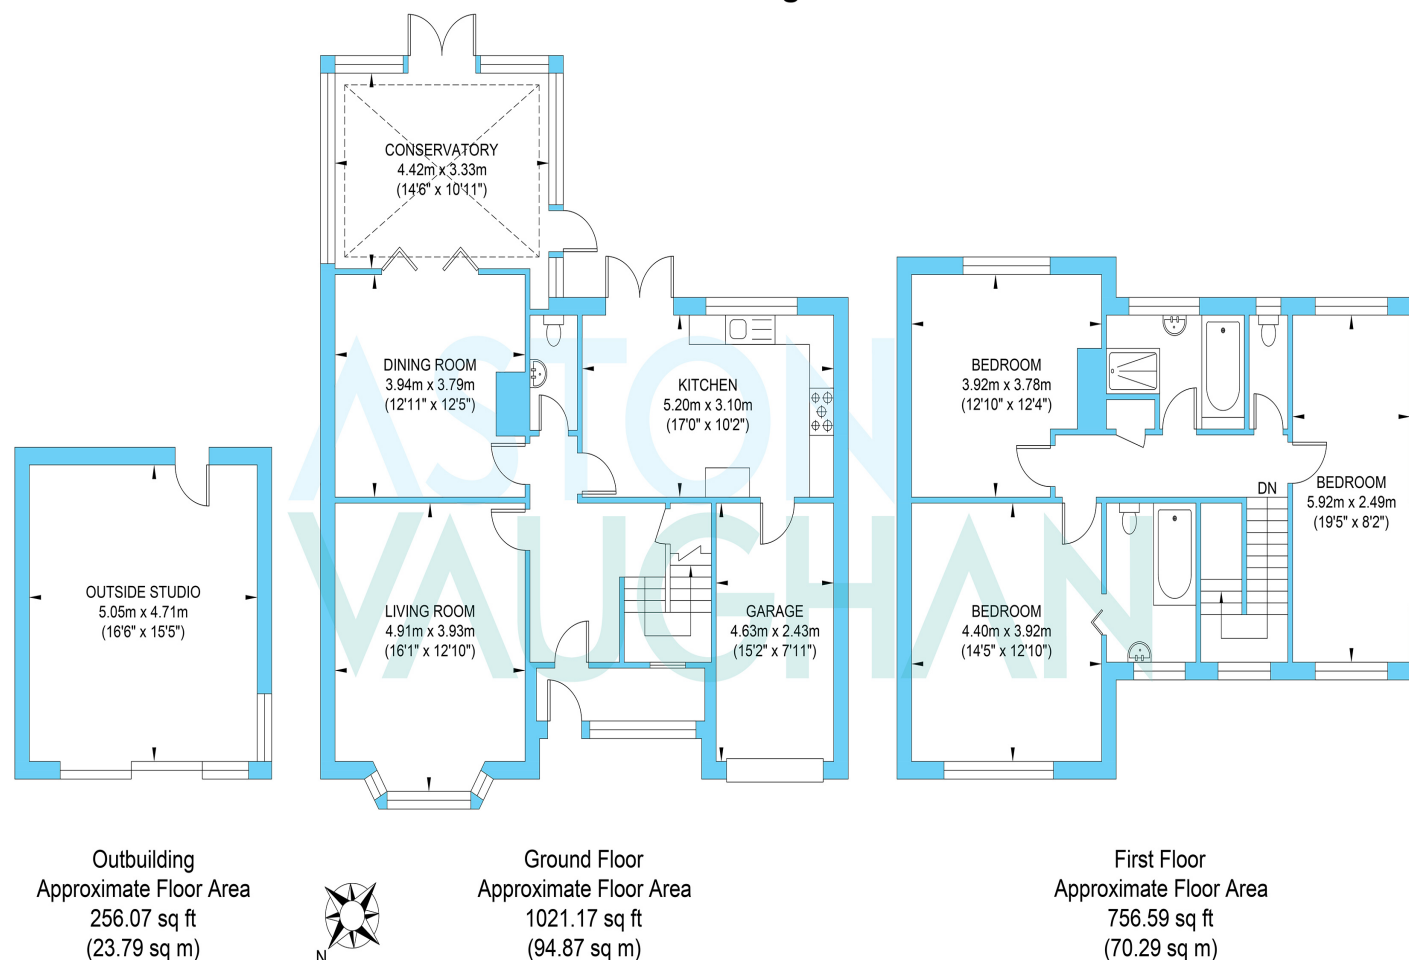 CONSERVATORY
4.42m x 3.33m
(14'6" x 10'11")
DINING ROOM
3.94m x 3.79m
(12'11" x 12'5")
KITCHEN
5.20m x 3.10m
(17'0" x 10'2")
BEDROOM
3.92m x 3.78m
(12'10" x 12'4")
ASTON
VAUGHAN
DN
BEDROOM
5.92m x 2.49m
(19'5" x 8'2")
OUTSIDE STUDIO
5.05m x 4.71m
(16'6" x 15'5")
LIVING ROOM
4.91m x 3.93m
(16'1" x 12'10")
GARAGE
4.63m x 2.43m
(15'2" x 7'11")
BEDROOM
4.40m x 3.92m
(14'5" x 12'10")
Outbuilding
Approximate Floor Area
256.07 sq ft
(23.79 sq m)
N
Ground Floor
Approximate Floor Area
1021.17 sq ft
(94.87 sq m)
First Floor
Approximate Floor Area
756.59 sq ft
(70.29 sq m)